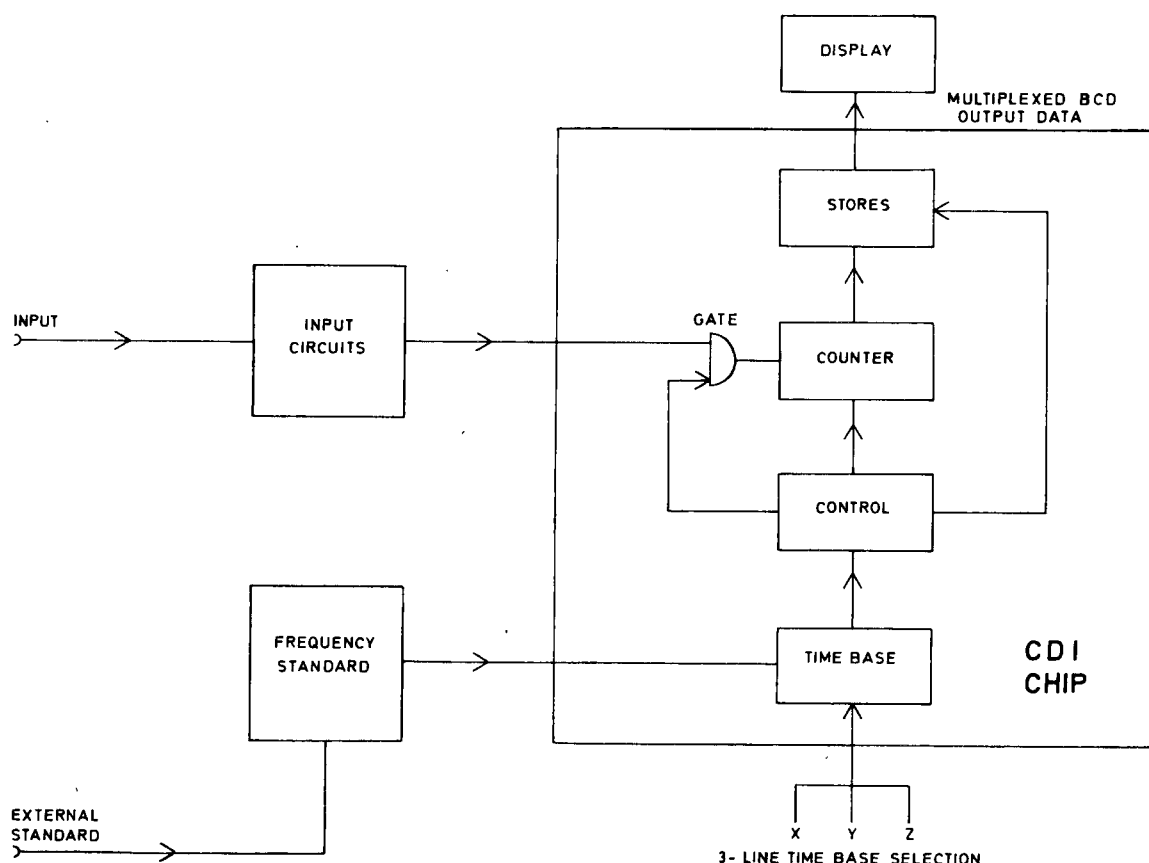 DISPLAY
MULTIPLEXED BCD
OUTPUT DATA
STORES
INPUT
INPUT
CIRCUITS
GATE
COUNTER
CONTROL
FREQUENCY
STANDARD
TIME BASE
CDI
CHIP
EXTERNAL
STANDARD
X Y Z
3- LINE TIME BASE SELECTION